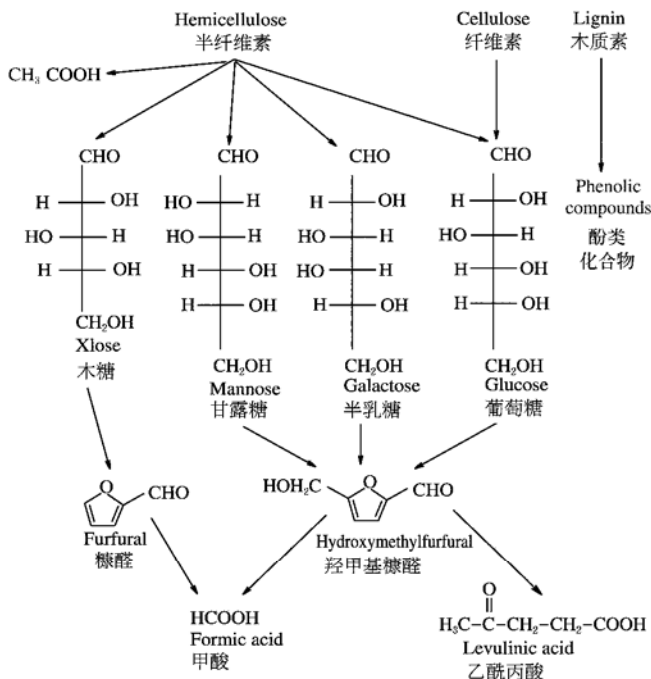 Hemicellulose
半纤维素
Cellulose
纤维素
Lignin
木质素
CH₃ COOH
CHO
H OH
HO H
H OH
CH₂OH
Xlose
木糖
CHO
HO H
HO H
H OH
H OH
CH₂OH
Mannose
甘露糖
CHO
H OH
HO H
HO H
H OH
CH₂OH
Galactose
半乳糖
CHO
H OH
HO H
H OH
H OH
CH₂OH
Glucose
葡萄糖
Phenolic
compounds
酚类
化合物
O
CHO
Furfural
糠醛
HOH₂C
O
CHO
Hydroxymethylfurfural
羟甲基糠醛
HCOOH
Formic acid
甲酸
O
H₃C-C-CH₂-CH₂-COOH
Levulinic acid
乙酰丙酸